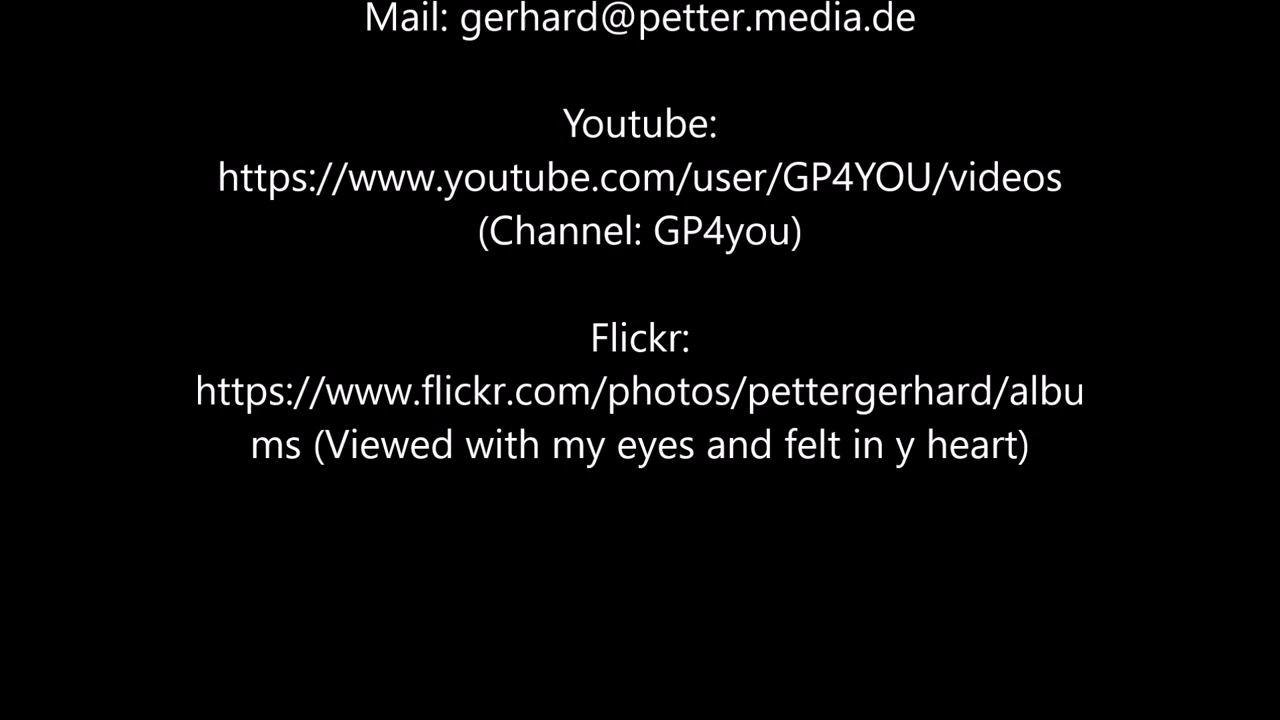 Mail: gerhard@petter.media.de
Youtube:
https://www.youtube.com/user/GP4YOU/videos
(Channel: GP4you)
Flickr:
https://www.flickr.com/photos/pettergerhard/albu
ms (Viewed with my eyes and felt in y heart)